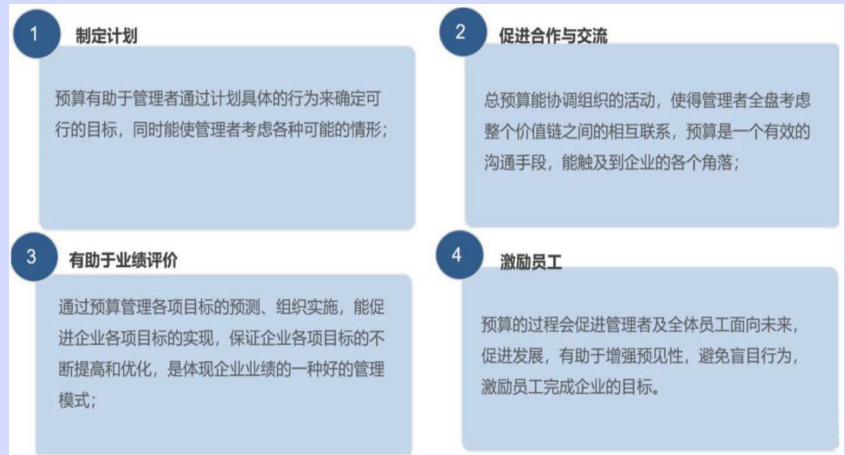 1
制定计划
预算有助于管理者通过计划具体的行为来确定可
行的目标，同时能使管理者考虑各种可能的情形；
2
促进合作与交流
总预算能协调组织的活动，使得管理者全盘考虑
整个价值链之间的相互联系，预算是一个有效的
沟通手段，能触及到企业的各个角落；
3
有助于业绩评价
通过预算管理各项目标的预测、组织实施，能促
进企业各项目标的实现，保证企业各项目标的不
断提高和优化，是体现企业业绩的一种好的管理
模式；
4
激励员工
预算的过程会促进管理者及全体员工面向未来，
促进发展，有助于增强预见性，避免盲目行为，
激励员工完成企业的目标。